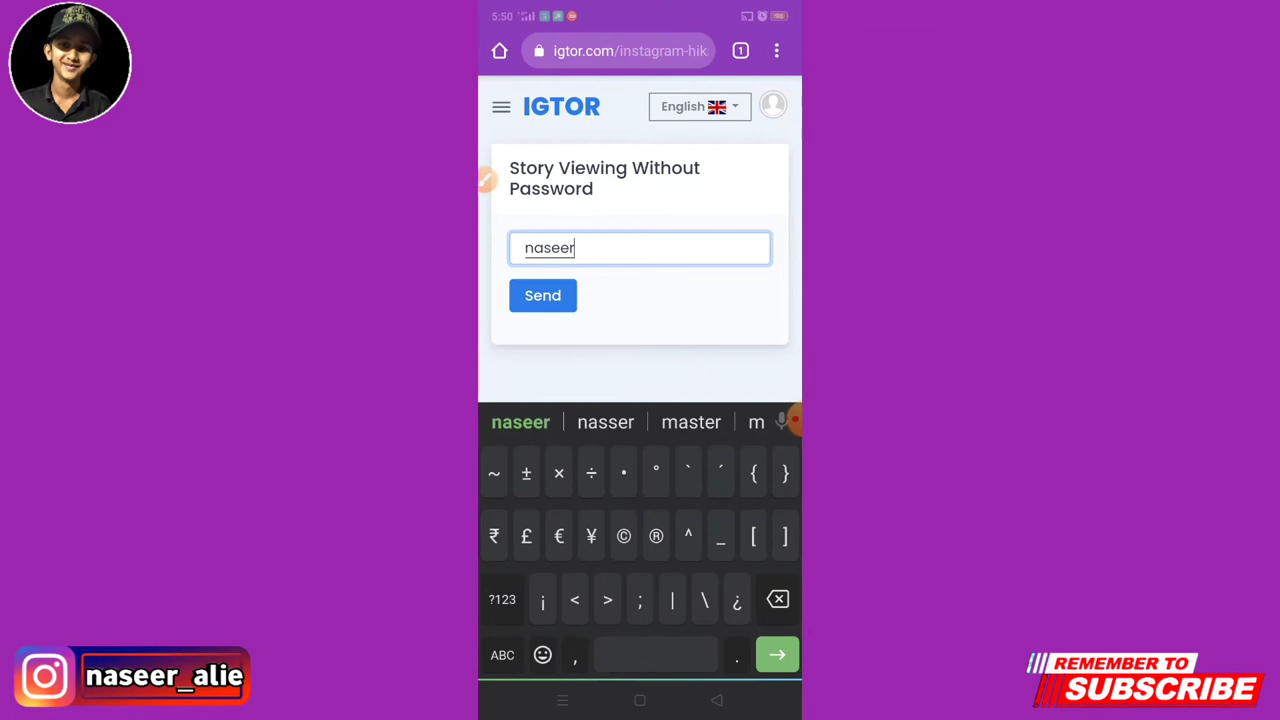 5:50
igtor.com/instagram-hik
1
IGTOR
English
Story Viewing Without
Password
naseer
Send
naseer nasser master m
~ ± × ÷ • ° ` ´ { }
₹ £ € ¥ © ® ^ _ [ ]
?123 ¡ < > ; | \ ¿
ABC , .
naseer_alie
REMEMBER TO
SUBSCRIBE